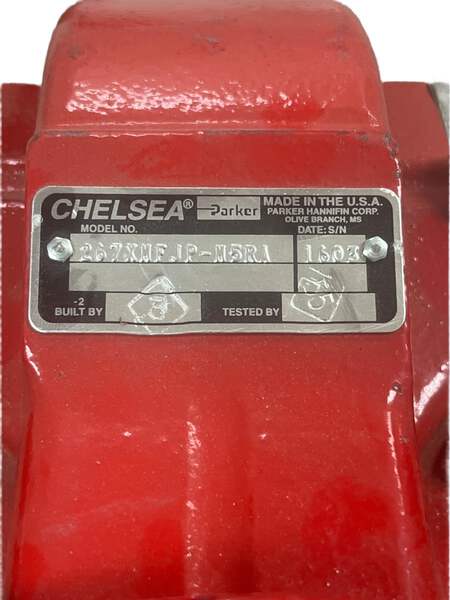 CHELSEA® Parker MADE IN THE U.S.A.
PARKER HANNIFIN CORP.
OLIVE BRANCH, MS
MODEL NO. DATE: S/N
267XMFJP-M5RA 1603
-2
BUILT BY TESTED BY